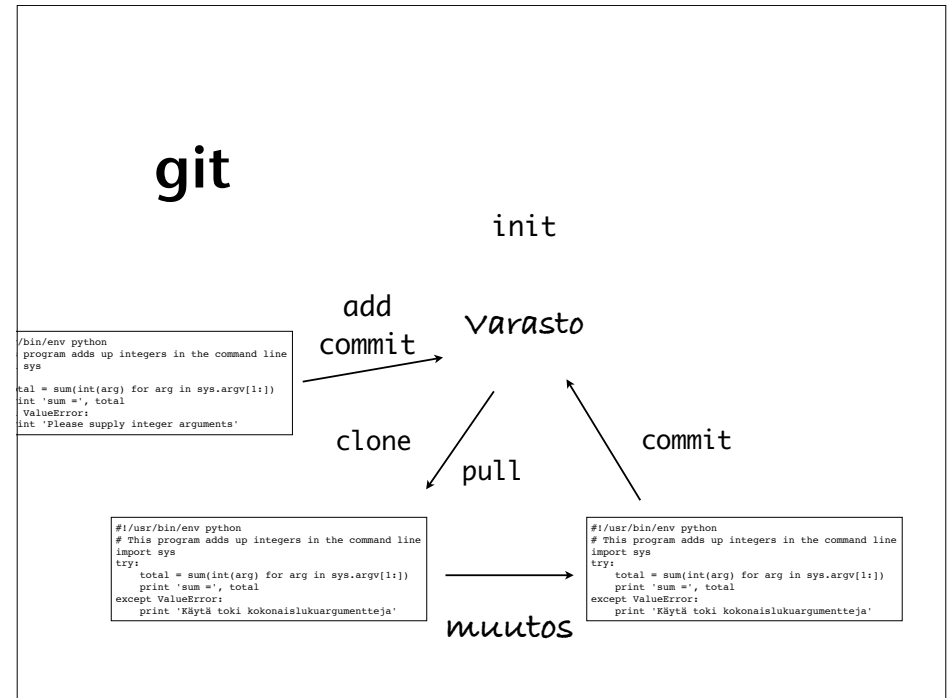 git
init
add
commit
varasto
/bin/env python
program adds up integers in the command line
sys
tal = sum(int(arg) for arg in sys.argv[1:])
int 'sum =', total
ValueError:
int 'Please supply integer arguments'
clone
pull
commit
#!/usr/bin/env python
# This program adds up integers in the command line
import sys
try:
    total = sum(int(arg) for arg in sys.argv[1:])
    print 'sum =', total
except ValueError:
    print 'Käytä toki kokonaislukuargumentteja'
muutos
#!/usr/bin/env python
# This program adds up integers in the command line
import sys
try:
    total = sum(int(arg) for arg in sys.argv[1:])
    print 'sum =', total
except ValueError:
    print 'Käytä toki kokonaislukuargumentteja'